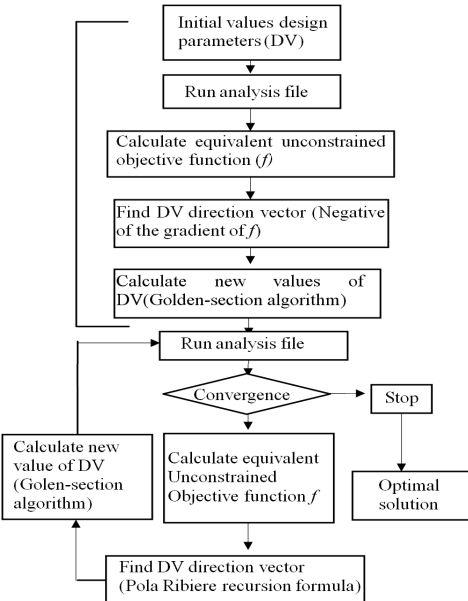 Initial values design
parameters (DV)
Run analysis file
Calculate equivalent unconstrained
objective function (f)
Find DV direction vector (Negative
of the gradient of f)
Calculate new values of
DV(Golden-section algorithm)
Run analysis file
Convergence
Stop
Calculate new
value of DV
(Golen-section
algorithm)
Calculate equivalent
Unconstrained
Objective function f
Optimal
solution
Find DV direction vector
(Pola Ribiere recursion formula)